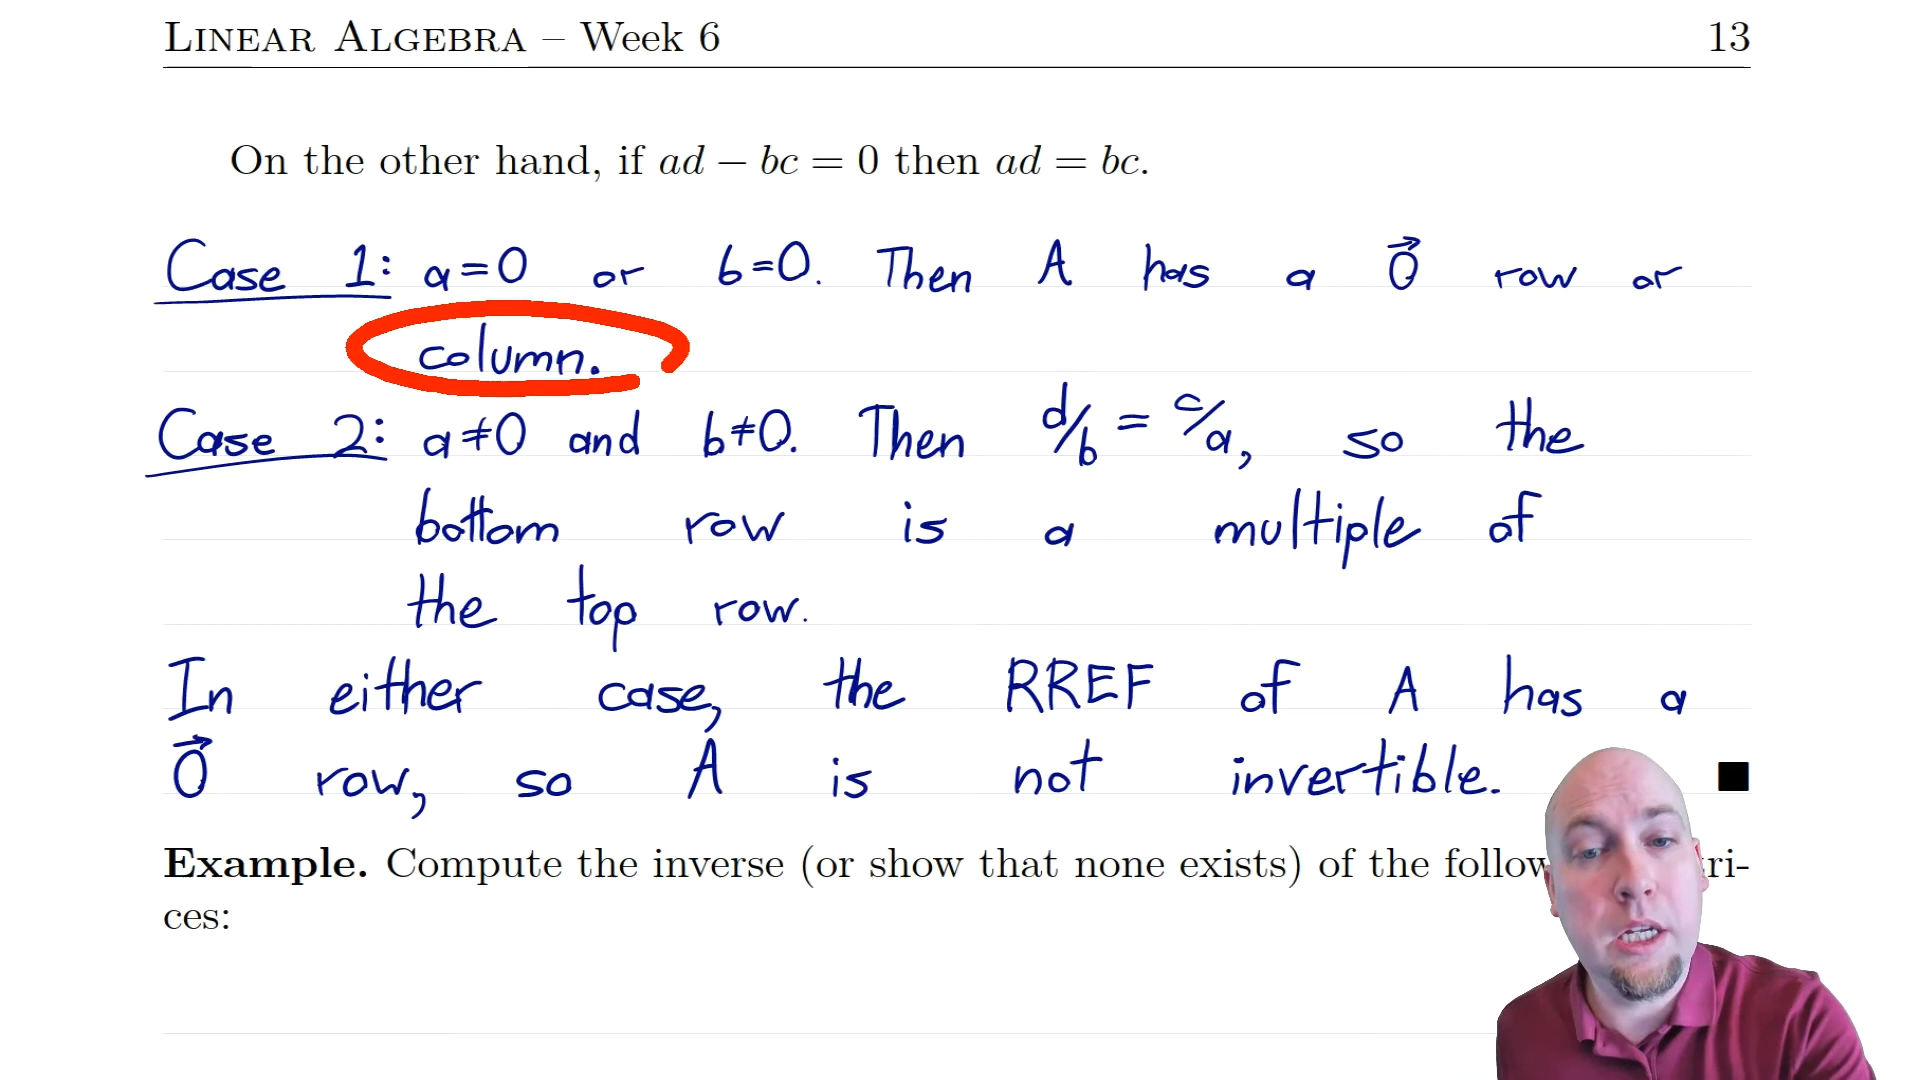 LINEAR ALGEBRA – Week 6 13
On the other hand, if ad − bc = 0 then ad = bc.
Case 1: a=0 or b=0. Then A has a 0⃗ row or
column.
Case 2: a≠0 and b≠0. Then d/b = c/a, so the
bottom row is a multiple of
the top row.
In either case, the RREF of A has a
0⃗ row, so A is not invertible. ■
Example. Compute the inverse (or show that none exists) of the follow ri-
ces: